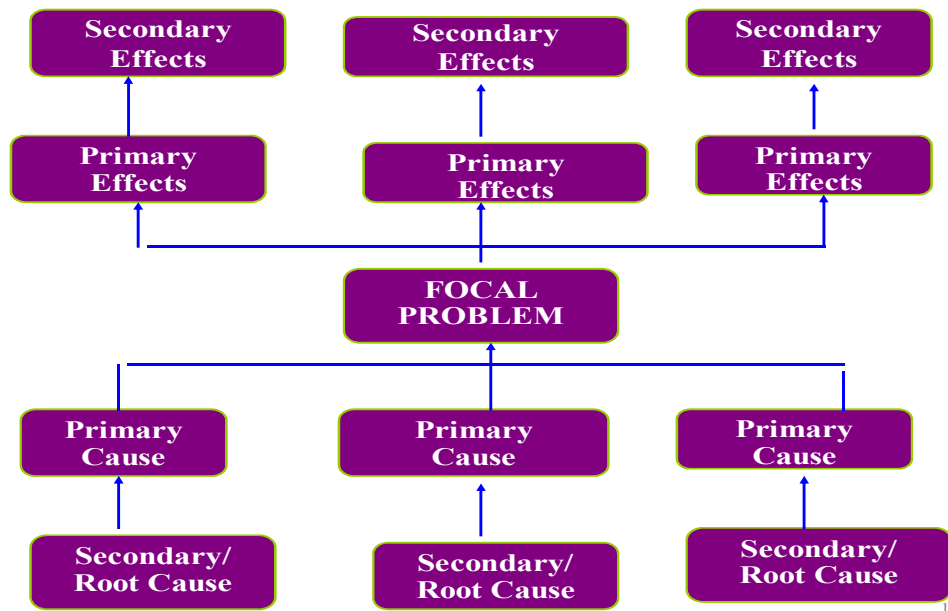 Secondary
Effects
Secondary
Effects
Secondary
Effects
Primary
Effects
Primary
Effects
Primary
Effects
FOCAL
PROBLEM
Primary
Cause
Primary
Cause
Primary
Cause
Secondary/
Root Cause
Secondary/
Root Cause
Secondary/
Root Cause